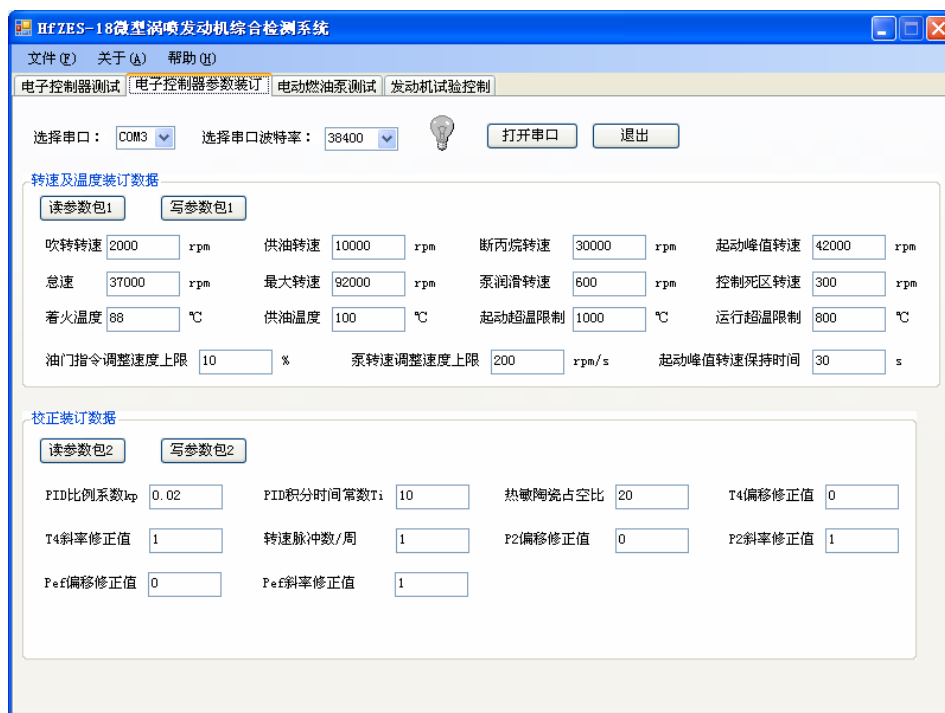 HfZES-18微型涡喷发动机综合检测系统
文件(F) 关于(A) 帮助(H)
电子控制器测试 电子控制器参数装订 电动燃油泵测试 发动机试验控制
选择串口： COM3 选择串口波特率： 38400 打开串口 退出
转速及温度装订数据
读参数包1 写参数包1
吹转转速 2000 rpm 供油转速 10000 rpm 断丙烷转速 30000 rpm 起动峰值转速 42000 rpm
怠速 37000 rpm 最大转速 92000 rpm 泵润滑转速 600 rpm 控制死区转速 300 rpm
着火温度 88 ℃ 供油温度 100 ℃ 起动超温限制 1000 ℃ 运行超温限制 800 ℃
油门指令调整速度上限 10 % 泵转速调整速度上限 200 rpm/s 起动峰值转速保持时间 30 s
校正装订数据
读参数包2 写参数包2
PID比例系数kp 0.02 PID积分时间常数Ti 10 热敏陶瓷占空比 20 T4偏移修正值 0
T4斜率修正值 1 转速脉冲数/周 1 P2偏移修正值 0 P2斜率修正值 1
Pef偏移修正值 0 Pef斜率修正值 1